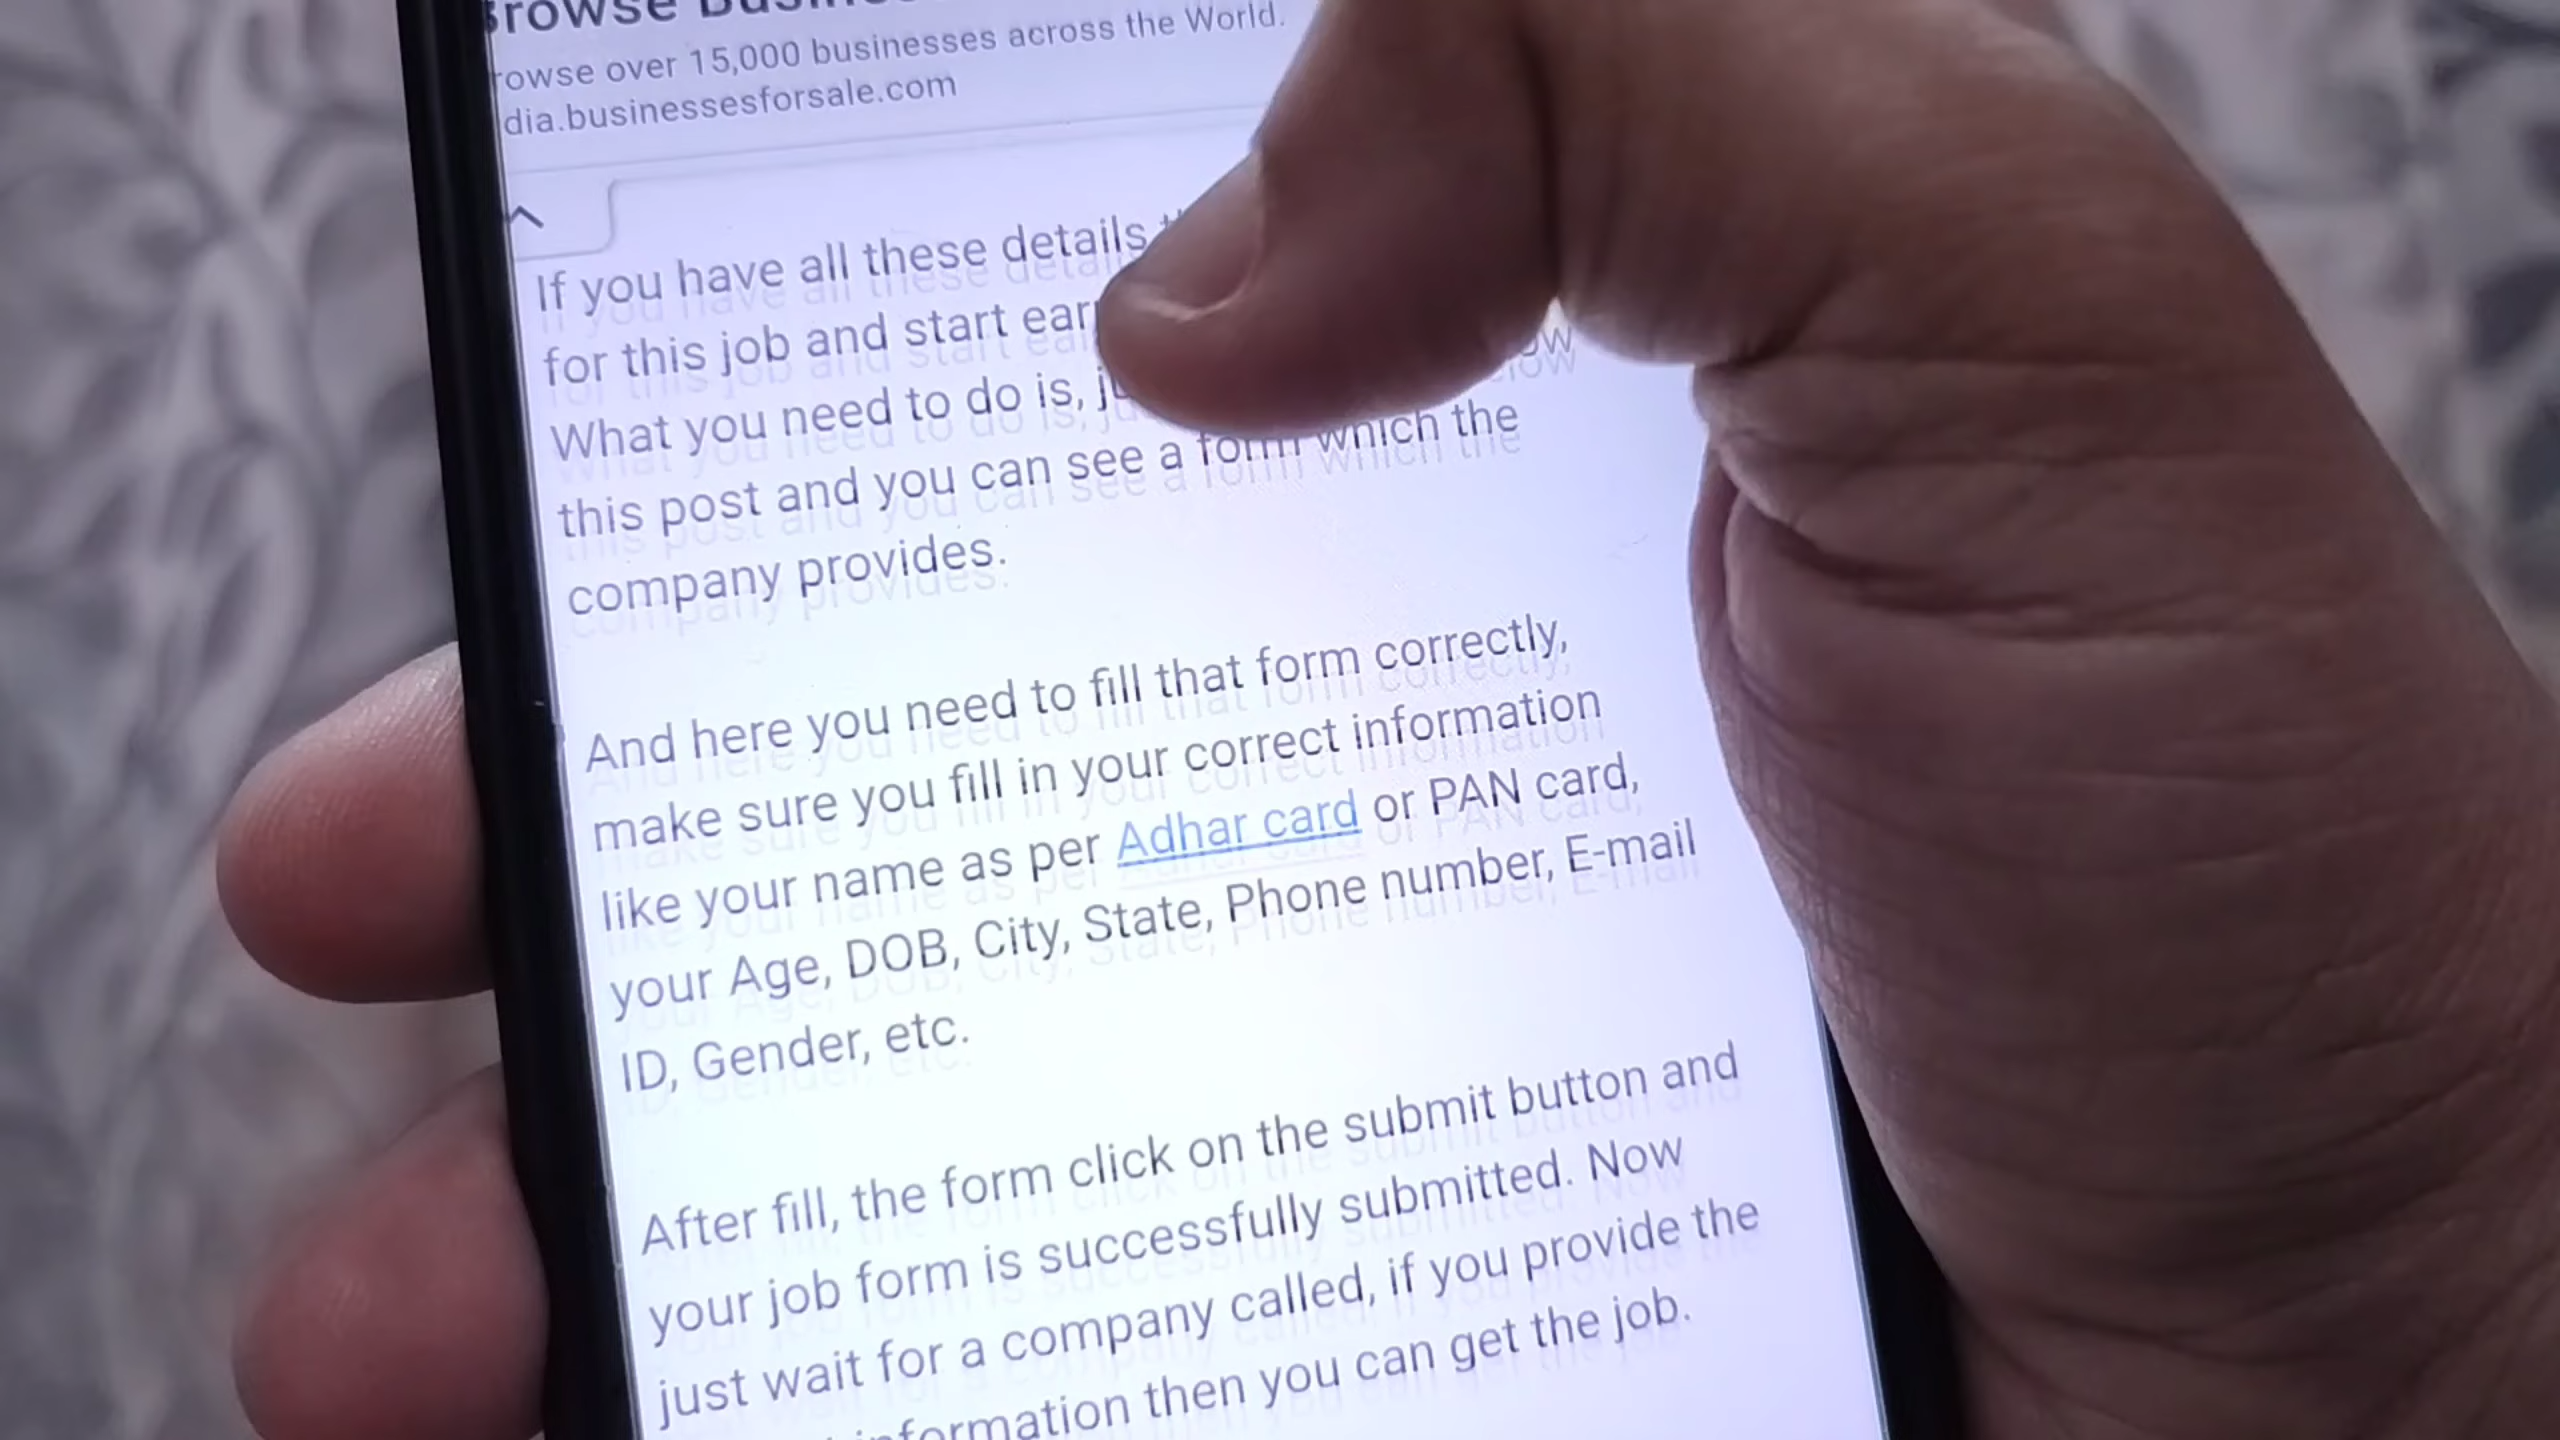 rowse
rowse over 15,000 businesses across the World.
dia.businessesforsale.com
If you have all these details
for this job and start
What you need to do is,
this post and you can see a form which the
company provides.
And here you need to fill that form correctly,
make sure you fill in your correct information
like your name as per Adhar card or PAN card,
your Age, DOB, City, State, Phone number, E-mail
ID, Gender, etc.
After fill, the form click on the submit button and
your job form is successfully submitted. Now
just wait for a company called, if you provide the
information then you can get the job.